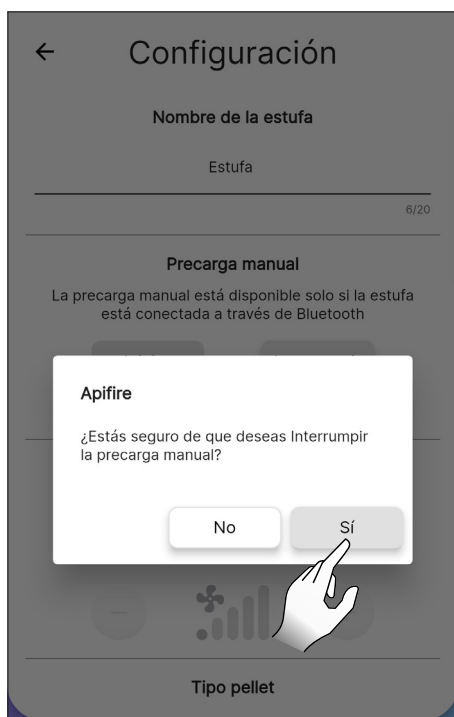 Configuración
Nombre de la estufa
Estufa
6/20
Precarga manual
La precarga manual está disponible solo si la estufa
está conectada a través de Bluetooth
Apifire
¿Estás seguro de que deseas Interrumpir
la precarga manual?
No
Sí
Tipo pellet